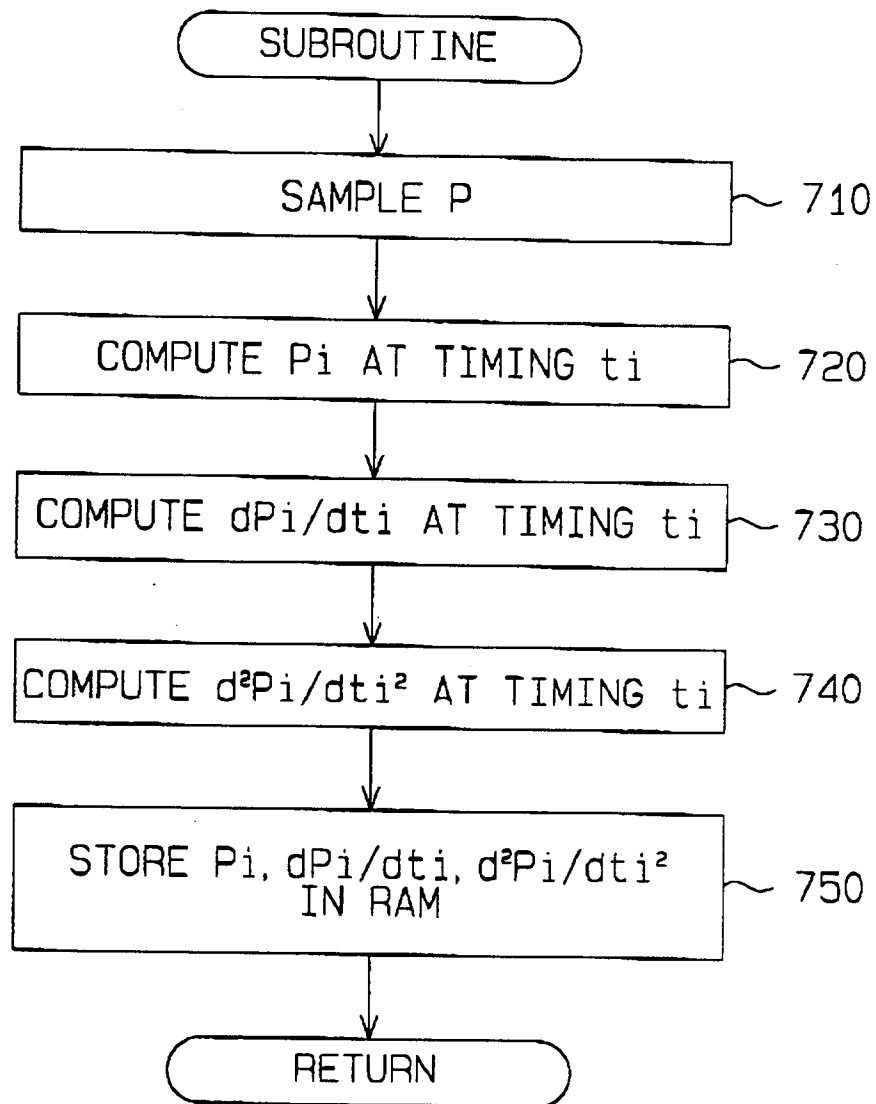 SUBROUTINE
SAMPLE P
710
COMPUTE Pi AT TIMING ti
720
COMPUTE dPi/dti AT TIMING ti
730
COMPUTE d²Pi/dti² AT TIMING ti
740
STORE Pi, dPi/dti, d²Pi/dti²
IN RAM
750
RETURN